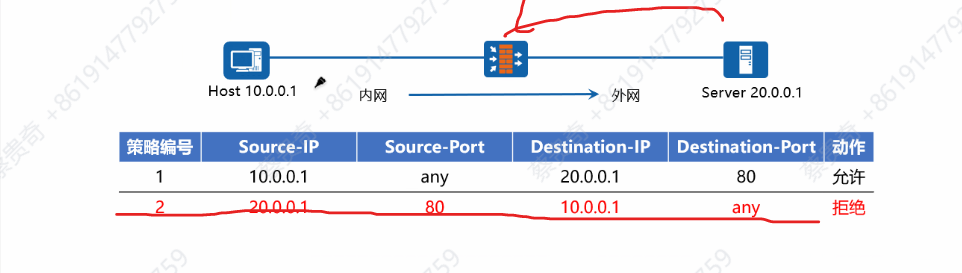 Host 10.0.0.1
内网
外网
Server 20.0.0.1
策略编号 Source-IP Source-Port Destination-IP Destination-Port 动作
1 10.0.0.1 any 20.0.0.1 80 允许
2 20.0.0.1 80 10.0.0.1 any 拒绝
蔡贵奇 +8619147792759